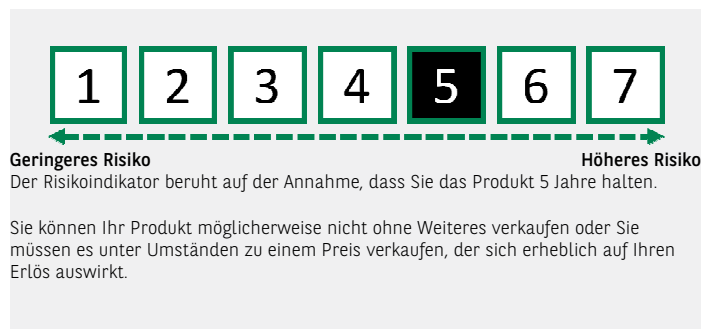 1 2 3 4 5 6 7
Geringeres Risiko Höheres Risiko
Der Risikoindikator beruht auf der Annahme, dass Sie das Produkt 5 Jahre halten.
Sie können Ihr Produkt möglicherweise nicht ohne Weiteres verkaufen oder Sie
müssen es unter Umständen zu einem Preis verkaufen, der sich erheblich auf Ihren
Erlös auswirkt.